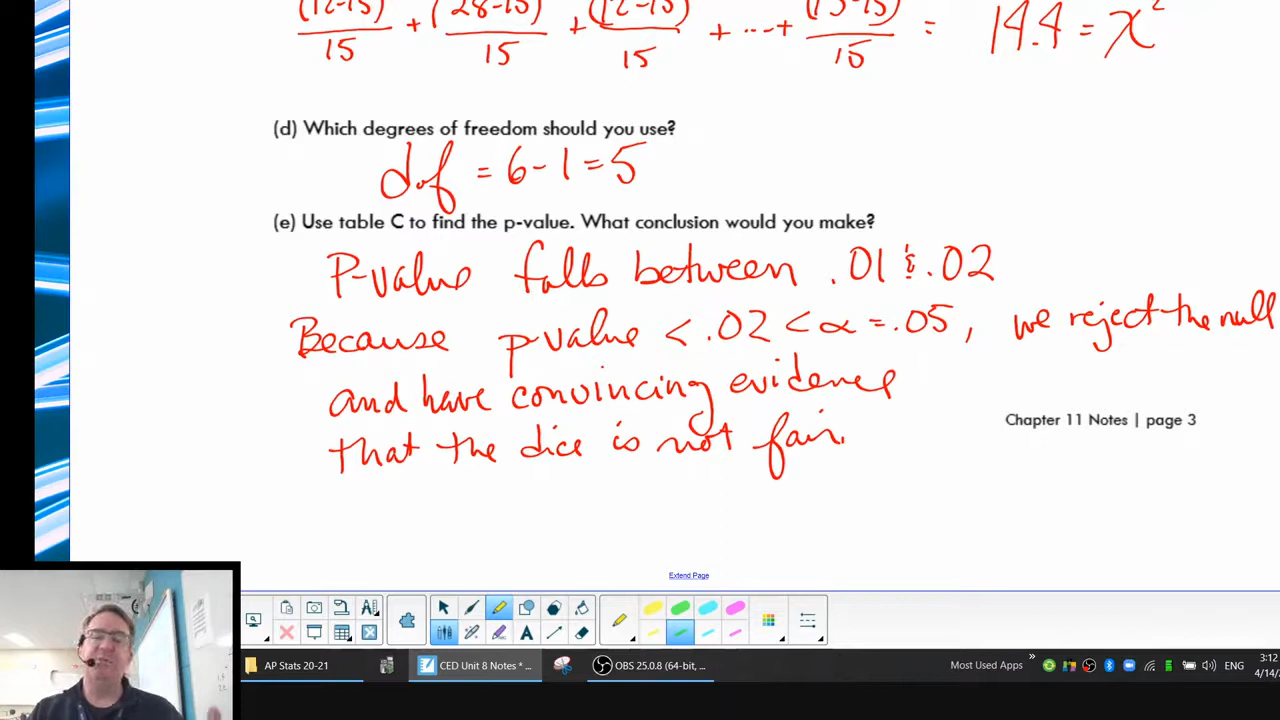 (12-15) + (28-15) + (12-15) + ... + (15-15) = 14.4 = x²
15 15 15 15
(d) Which degrees of freedom should you use?
dof = 6-1 = 5
(e) Use table C to find the p-value. What conclusion would you make?
P-value falls between .01 & .02
Because pvalue < .02 < α = .05, we reject the null
and have convincing evidence
that the dice is not fair.
Chapter 11 Notes | page 3
Extend Page
AP Stats 20-21
CED Unit 8 Notes * ...
OBS 25.0.8 (64-bit, ...
Most Used Apps
ENG
3:12
4/14/